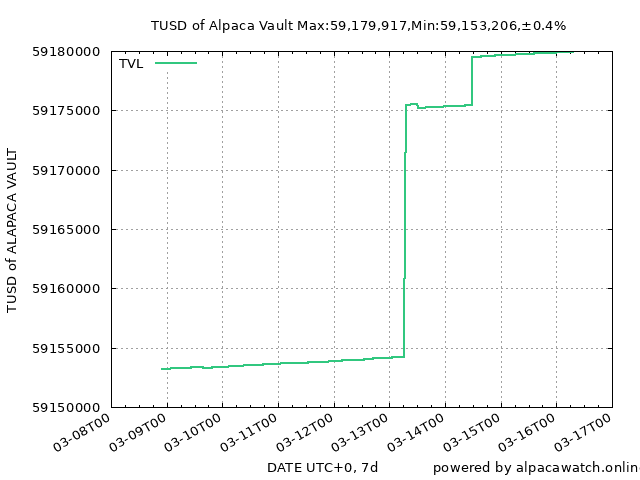 TUSD of Alpaca Vault Max:59,179,917,Min:59,153,206,±0.4%
TVL
59180000
59175000
59170000
59165000
59160000
59155000
59150000
TUSD of ALAPACA VAULT
03-08T00
03-09T00
03-10T00
03-11T00
03-12T00
03-13T00
03-14T00
03-15T00
03-16T00
03-17T00
DATE UTC+0, 7d
powered by alpacawatch.onlin